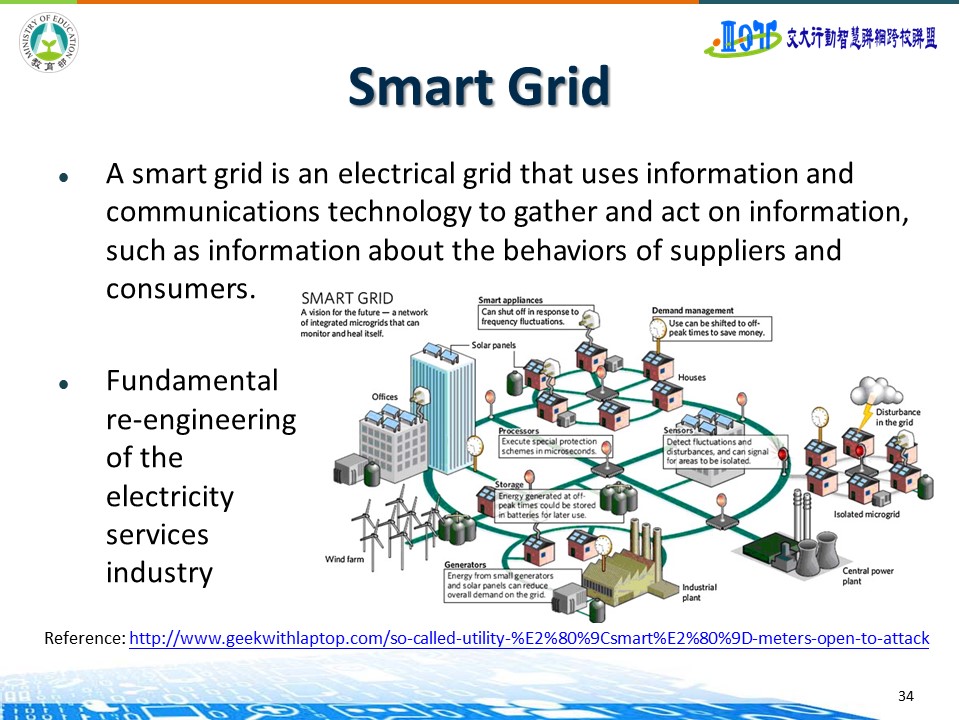 MINISTRY OF EDUCATION
教育部
交大行動智慧聯網跨校聯盟
Smart Grid
A smart grid is an electrical grid that uses information and
communications technology to gather and act on information,
such as information about the behaviors of suppliers and
consumers.
Fundamental
re-engineering
of the
electricity
services
industry
SMART GRID
A vision for the future — a network
of integrated microgrids that can
monitor and heal itself.
Smart appliances
Can shut off in response to
frequency fluctuations.
Demand management
Use can be shifted to off-
peak times to save money.
Solar panels
Houses
Offices
Disturbance
in the grid
Processors
Execute special protection
schemes in microseconds.
Sensors
Detect fluctuations and
disturbances, and can signal
for areas to be isolated.
Storage
Energy generated at off-
peak times could be stored
in batteries for later use.
Isolated microgrid
Wind farm
Generators
Energy from small generators
and solar panels can reduce
overall demand on the grid.
Industrial
plant
Central power
plant
Reference: http://www.geekwithlaptop.com/so-called-utility-%E2%80%9Csmart%E2%80%9D-meters-open-to-attack
34